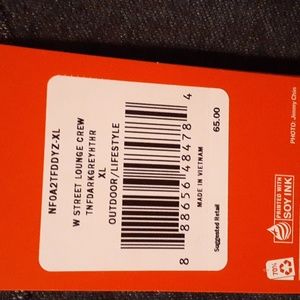 NF0A2TFDDYZ-XL
W STREET LOUNGE CREW
TNFDARKGREYHTHR
XL
OUTDOOR/LIFESTYLE
8 88656 48478 4
MADE IN VIETNAM
65.00
Suggested Retail
PHOTO: Jimmy Chin
PRINTED WITH
SOY INK
70%